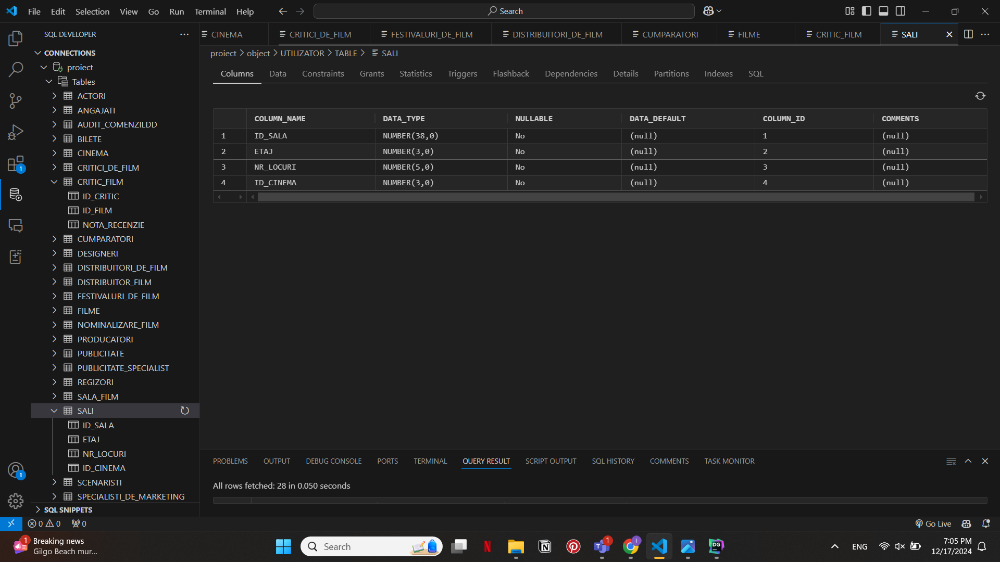 File Edit Selection View Go Run Terminal Help Search
SQL DEVELOPER
CINEMA CRITICI_DE_FILM FESTIVALURI_DE_FILM DISTRIBUITORI_DE_FILM CUMPARATORI FILME CRITIC_FILM SALI
CONNECTIONS
proiect
Tables
ACTORI
ANGAJATI
AUDIT_COMENZILDD
BILETE
CINEMA
CRITICI_DE_FILM
CRITIC_FILM
ID_CRITIC
ID_FILM
NOTA_RECENZIE
CUMPARATORI
DESIGNERI
DISTRIBUITORI_DE_FILM
DISTRIBUITOR_FILM
FESTIVALURI_DE_FILM
FILME
NOMINALIZARE_FILM
PRODUCATORI
PUBLICITATE
PUBLICITATE_SPECIALIST
REGIZORI
SALA_FILM
SALI
ID_SALA
ETAJ
NR_LOCURI
ID_CINEMA
SCENARISTI
SPECIALISTI_DE_MARKETING
SQL SNIPPETS
proiect object UTILIZATOR TABLE SALI
Columns Data Constraints Grants Statistics Triggers Flashback Dependencies Details Partitions Indexes SQL
COLUMN_NAME DATA_TYPE NULLABLE DATA_DEFAULT COLUMN_ID COMMENTS
1 ID_SALA NUMBER(38,0) No (null) 1 (null)
2 ETAJ NUMBER(3,0) No (null) 2 (null)
3 NR_LOCURI NUMBER(5,0) No (null) 3 (null)
4 ID_CINEMA NUMBER(3,0) No (null) 4 (null)
PROBLEMS OUTPUT DEBUG CONSOLE PORTS TERMINAL QUERY RESULT SCRIPT OUTPUT SQL HISTORY COMMENTS TASK MONITOR
All rows fetched: 28 in 0.050 seconds
1
1
0 0 0 Go Live
1 Breaking news
Gilgo Beach mur...
Search
N
N
T 1
I
DG
ENG
7:05 PM
12/17/2024